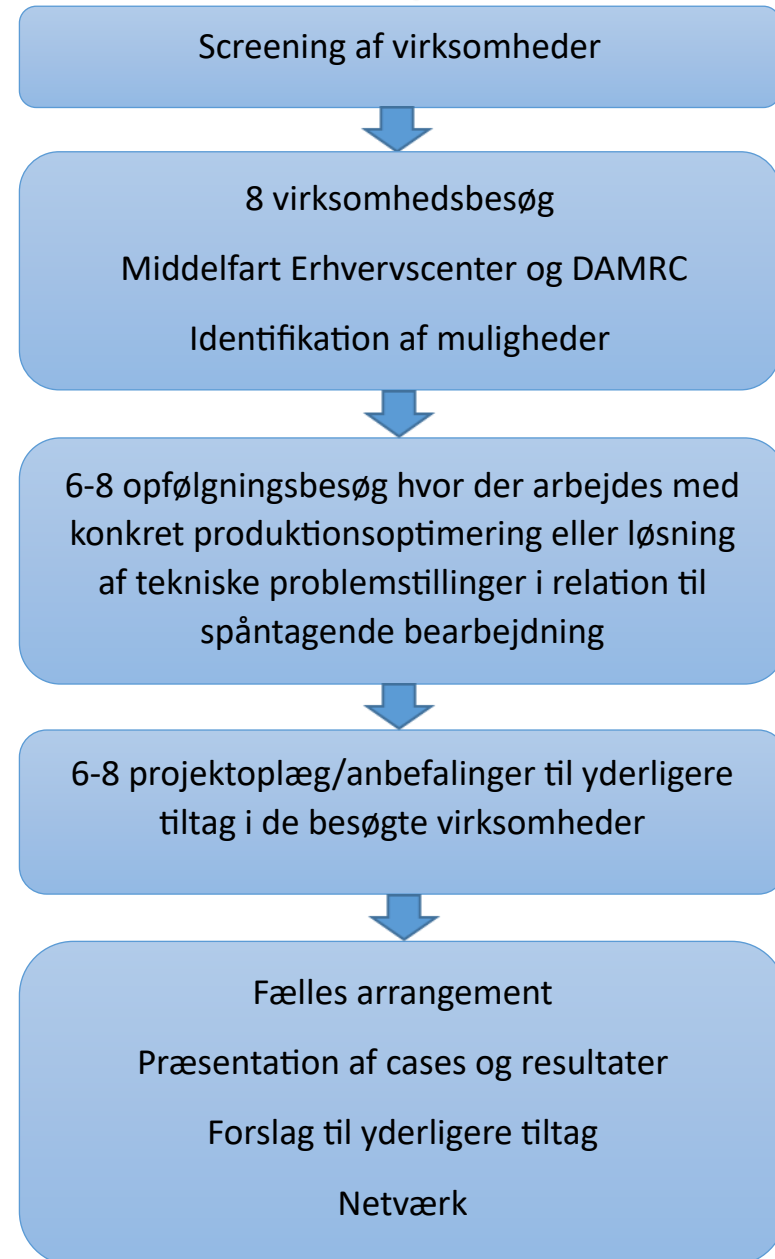 Screening af virksomheder
8 virksomhedsbesøg
Middelfart Erhvervscenter og DAMRC
Identifikation af muligheder
6-8 opfølgningsbesøg hvor der arbejdes med
konkret produktionsoptimering eller løsning
af tekniske problemstillinger i relation til
spåntagende bearbejdning
6-8 projektoplæg/anbefalinger til yderligere
tiltag i de besøgte virksomheder
Fælles arrangement
Præsentation af cases og resultater
Forslag til yderligere tiltag
Netværk